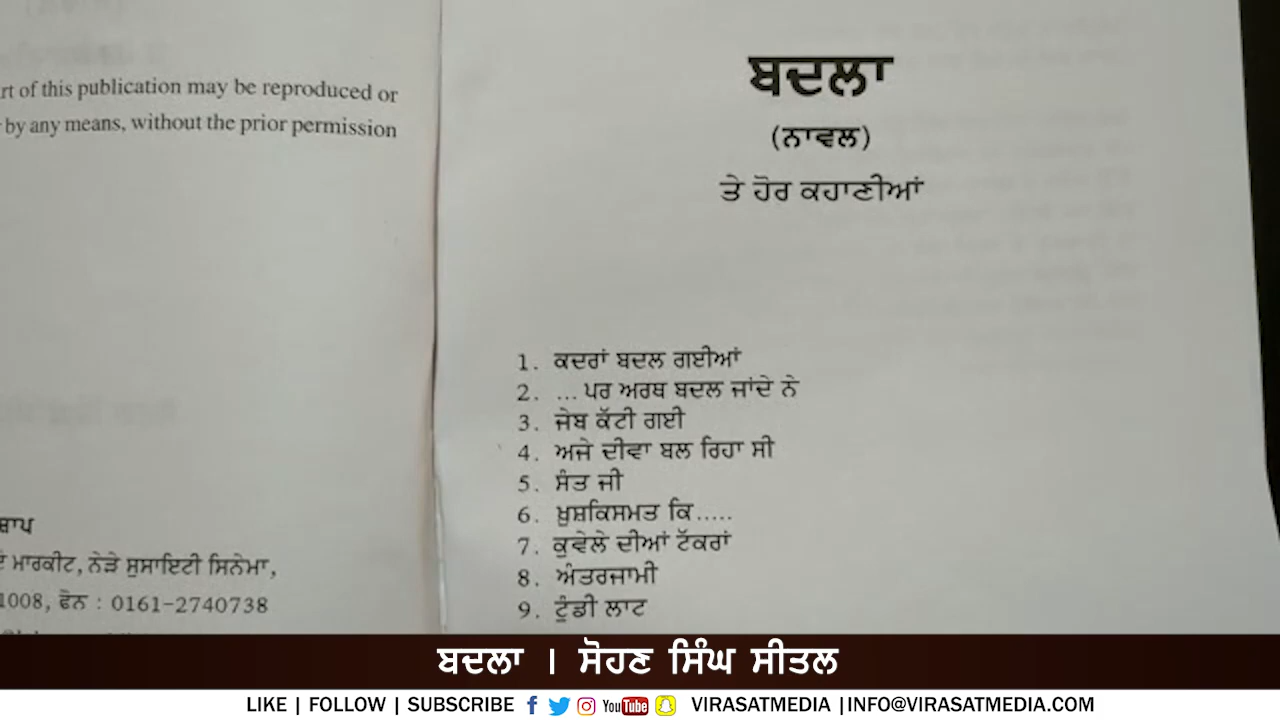 rt of this publication may be reproduced or
by any means, without the prior permission
ਮਾਰਕੀਟ, ਨੇੜੇ ਸੁਸਾਇਟੀ ਸਿਨੇਮਾ,
1008, ਫੋਨ : 0161-2740738
ਬਦਲਾ
(ਨਾਵਲ)
ਤੇ ਹੋਰ ਕਹਾਣੀਆਂ
1. ਕਦਰਾਂ ਬਦਲ ਗਈਆਂ
2. ... ਪਰ ਅਰਥ ਬਦਲ ਜਾਂਦੇ ਨੇ
3. ਜੇਬ ਕੱਟੀ ਗਈ
4. ਅਜੇ ਦੀਵਾ ਬਲ ਰਿਹਾ ਸੀ
5. ਸੰਤ ਜੀ
6. ਖ਼ੁਸ਼ਕਿਸਮਤ ਕਿ.....
7. ਕੁਵੇਲੇ ਦੀਆਂ ਟੱਕਰਾਂ
8. ਅੰਤਰਜਾਮੀ
9. ਟੁੰਡੀ ਲਾਟ
ਬਦਲਾ । ਸੋਹਣ ਸਿੰਘ ਸੀਤਲ
LIKE | FOLLOW | SUBSCRIBE YouTube VIRASATMEDIA |INFO@VIRASATMEDIA.COM